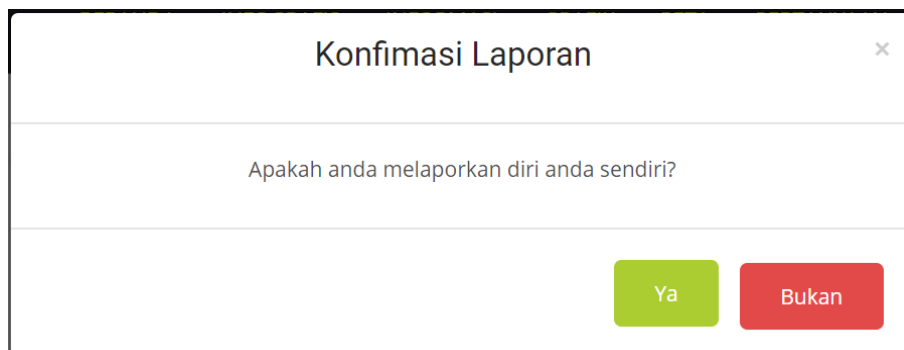 Konfimasi Laporan
×
Apakah anda melaporkan diri anda sendiri?
Ya
Bukan